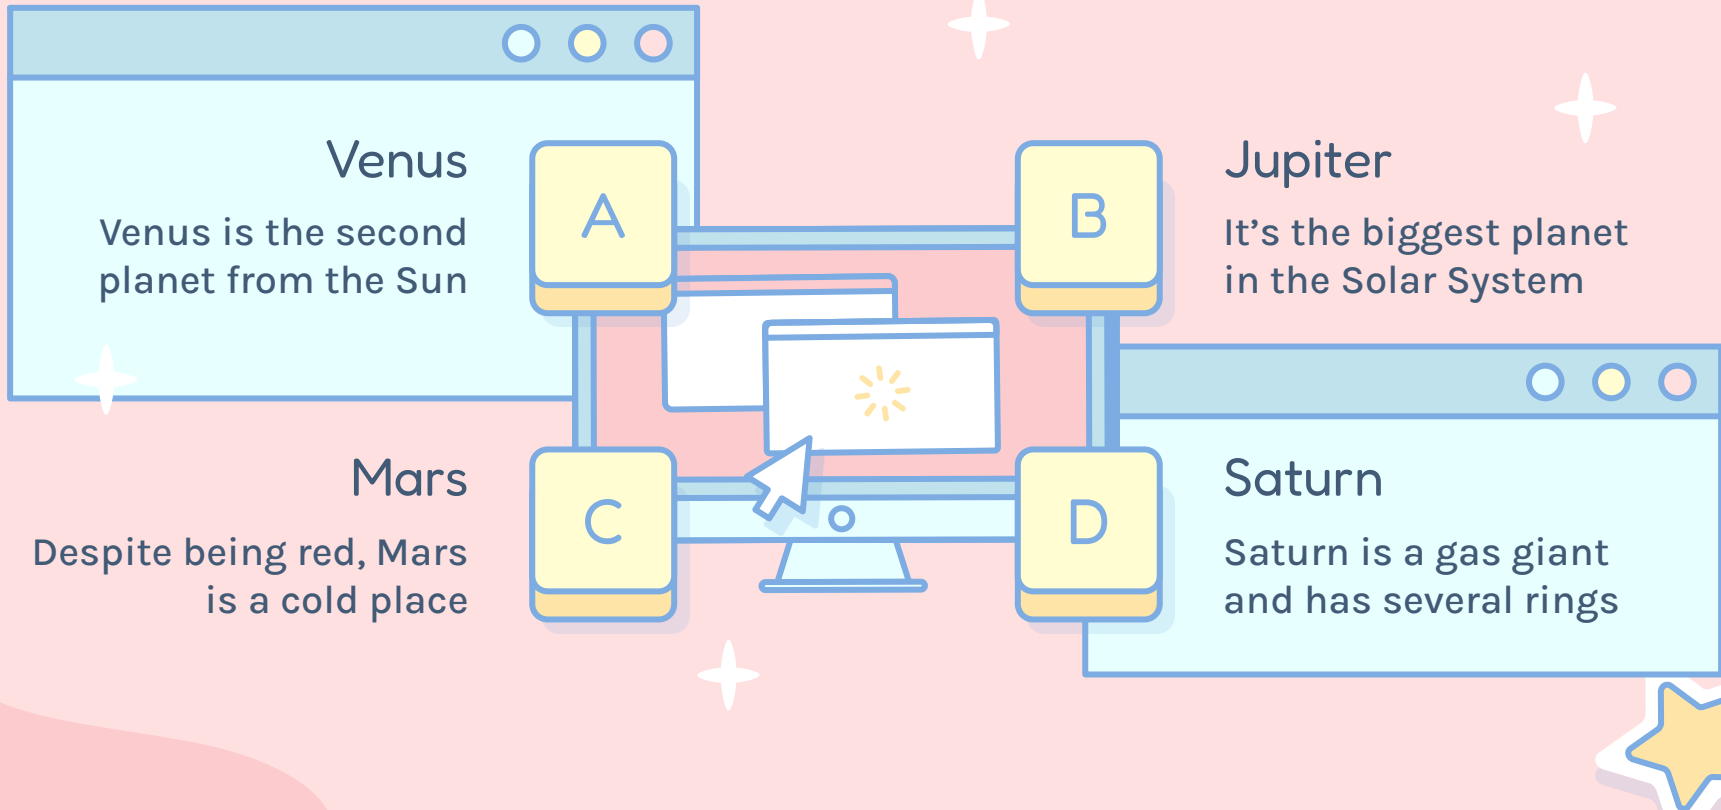 Venus
Venus is the second
planet from the Sun
A
B
Jupiter
It’s the biggest planet
in the Solar System
Mars
Despite being red, Mars
is a cold place
C
D
Saturn
Saturn is a gas giant
and has several rings